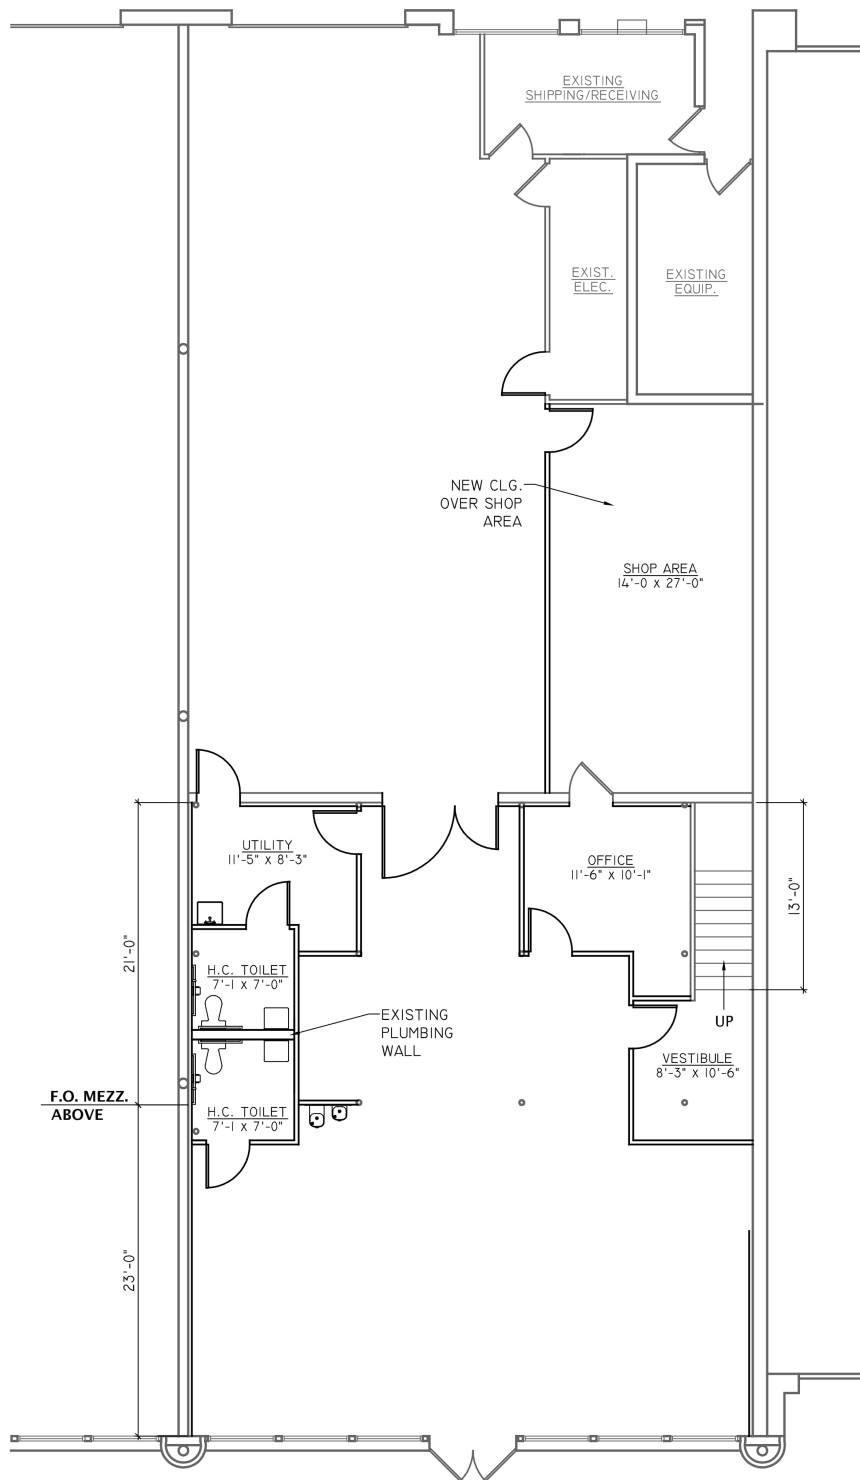 EXISTING
SHIPPING/RECEIVING
EXIST.
ELEC.
EXISTING
EQUIP.
NEW CLG.
OVER SHOP
AREA
SHOP AREA
14'-0 X 27'-0"
UTILITY
11'-5" X 8'-3"
OFFICE
11'-6" X 10'-1"
13'-0"
21'-0"
H.C. TOILET
7'-1 X 7'-0"
EXISTING
PLUMBING
WALL
UP
VESTIBULE
8'-3" X 10'-6"
F.O. MEZZ.
ABOVE
H.C. TOILET
7'-1 X 7'-0"
23'-0"